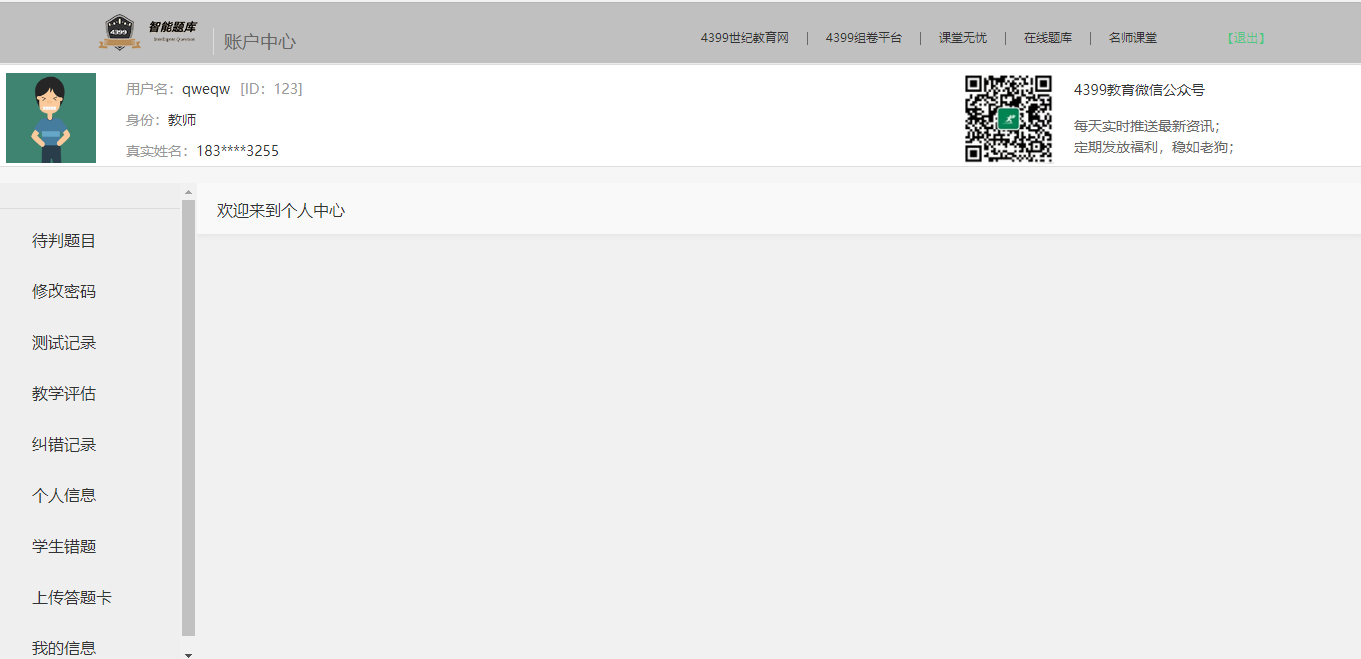 4399
智能题库
Intelligent Question
账户中心
4399世纪教育网 | 4399组卷平台 | 课堂无忧 | 在线题库 | 名师课堂 【退出】
用户名：qweqw [ID：123]
身份：教师
真实姓名：183****3255
4399教育微信公众号
每天实时推送最新资讯；
定期发放福利，稳如老狗；
待判题目
修改密码
测试记录
教学评估
纠错记录
个人信息
学生错题
上传答题卡
我的信息
欢迎来到个人中心